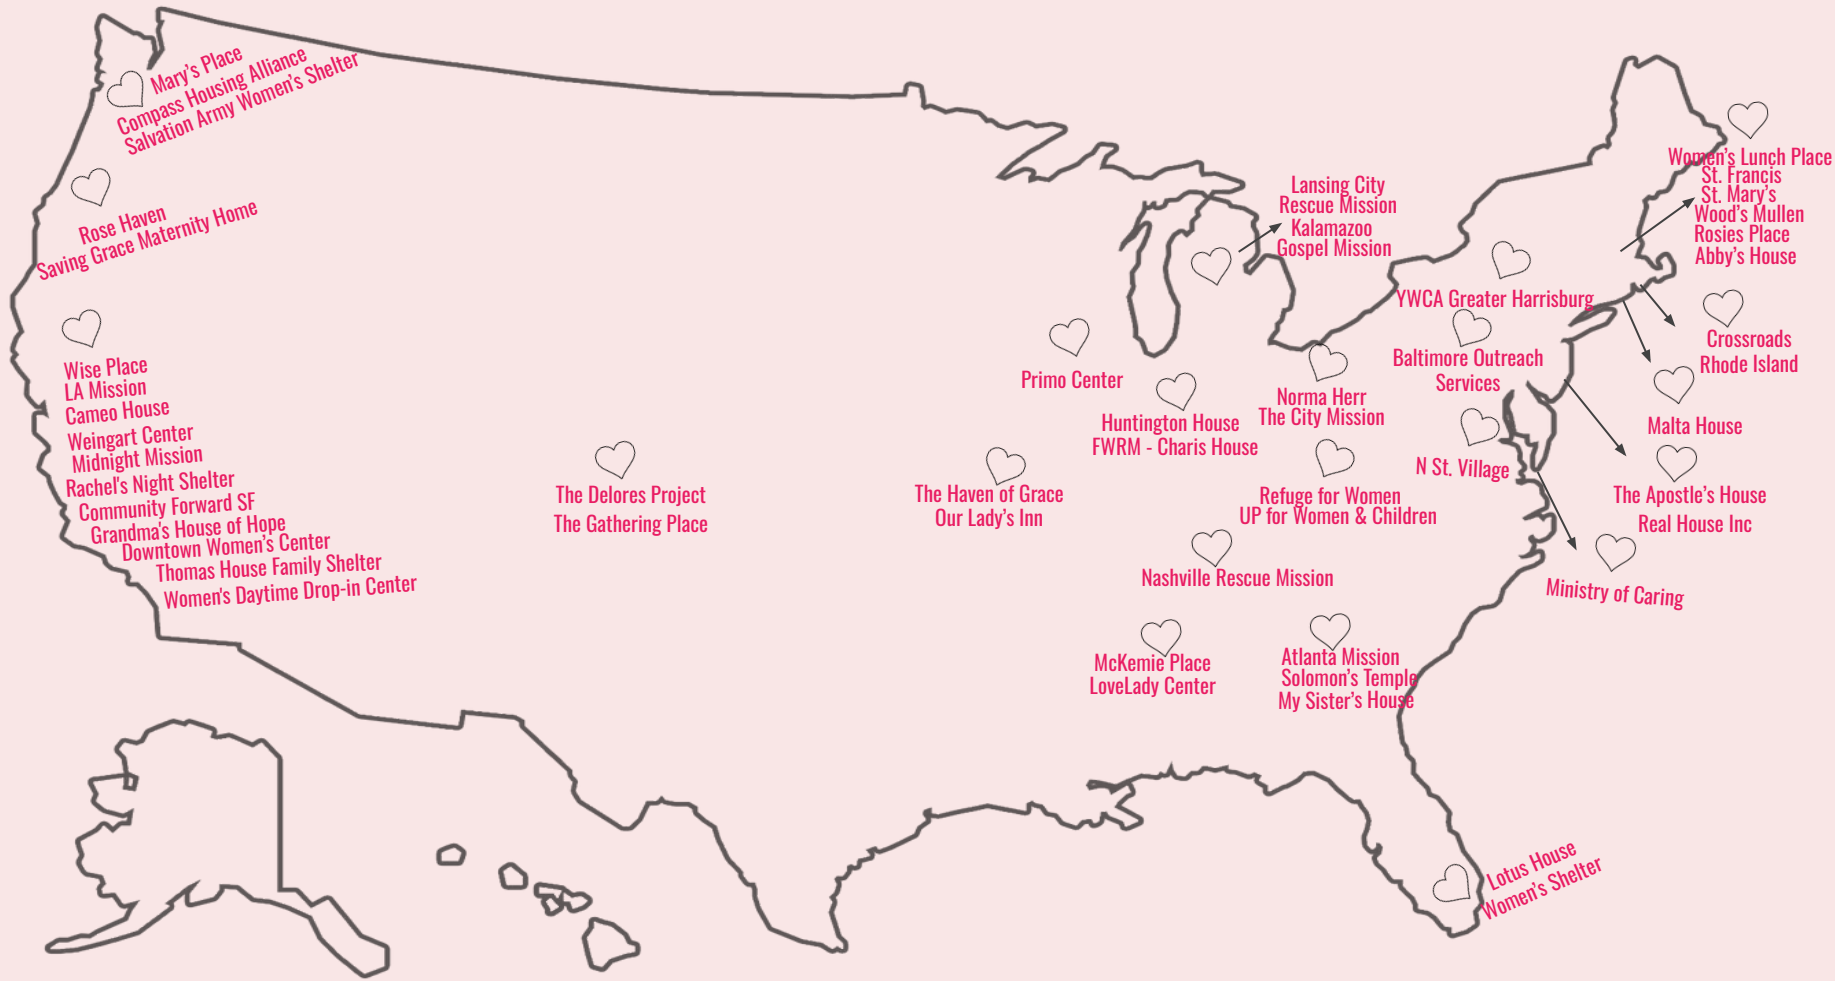 Mary's Place
Compass Housing Alliance
Salvation Army Women's Shelter
Rose Haven
Saving Grace Maternity Home
Wise Place
LA Mission
Cameo House
Weingart Center
Midnight Mission
Rachel's Night Shelter
Community Forward SF
Grandma's House of Hope
Downtown Women's Center
Thomas House Family Shelter
Women's Daytime Drop-in Center
The Delores Project
The Gathering Place
The Haven of Grace
Our Lady's Inn
Primo Center
Huntington House
FWRM - Charis House
Lansing City
Rescue Mission
Kalamazoo
Gospel Mission
Norma Herr
The City Mission
Refuge for Women
UP for Women & Children
Nashville Rescue Mission
McKemie Place
LoveLady Center
Atlanta Mission
Solomon's Temple
My Sister's House
Lotus House
Women's Shelter
YWCA Greater Harrisburg
Baltimore Outreach
Services
N St. Village
Women's Lunch Place
St. Francis
St. Mary's
Wood's Mullen
Rosies Place
Abby's House
Crossroads
Rhode Island
Malta House
The Apostle's House
Real House Inc
Ministry of Caring